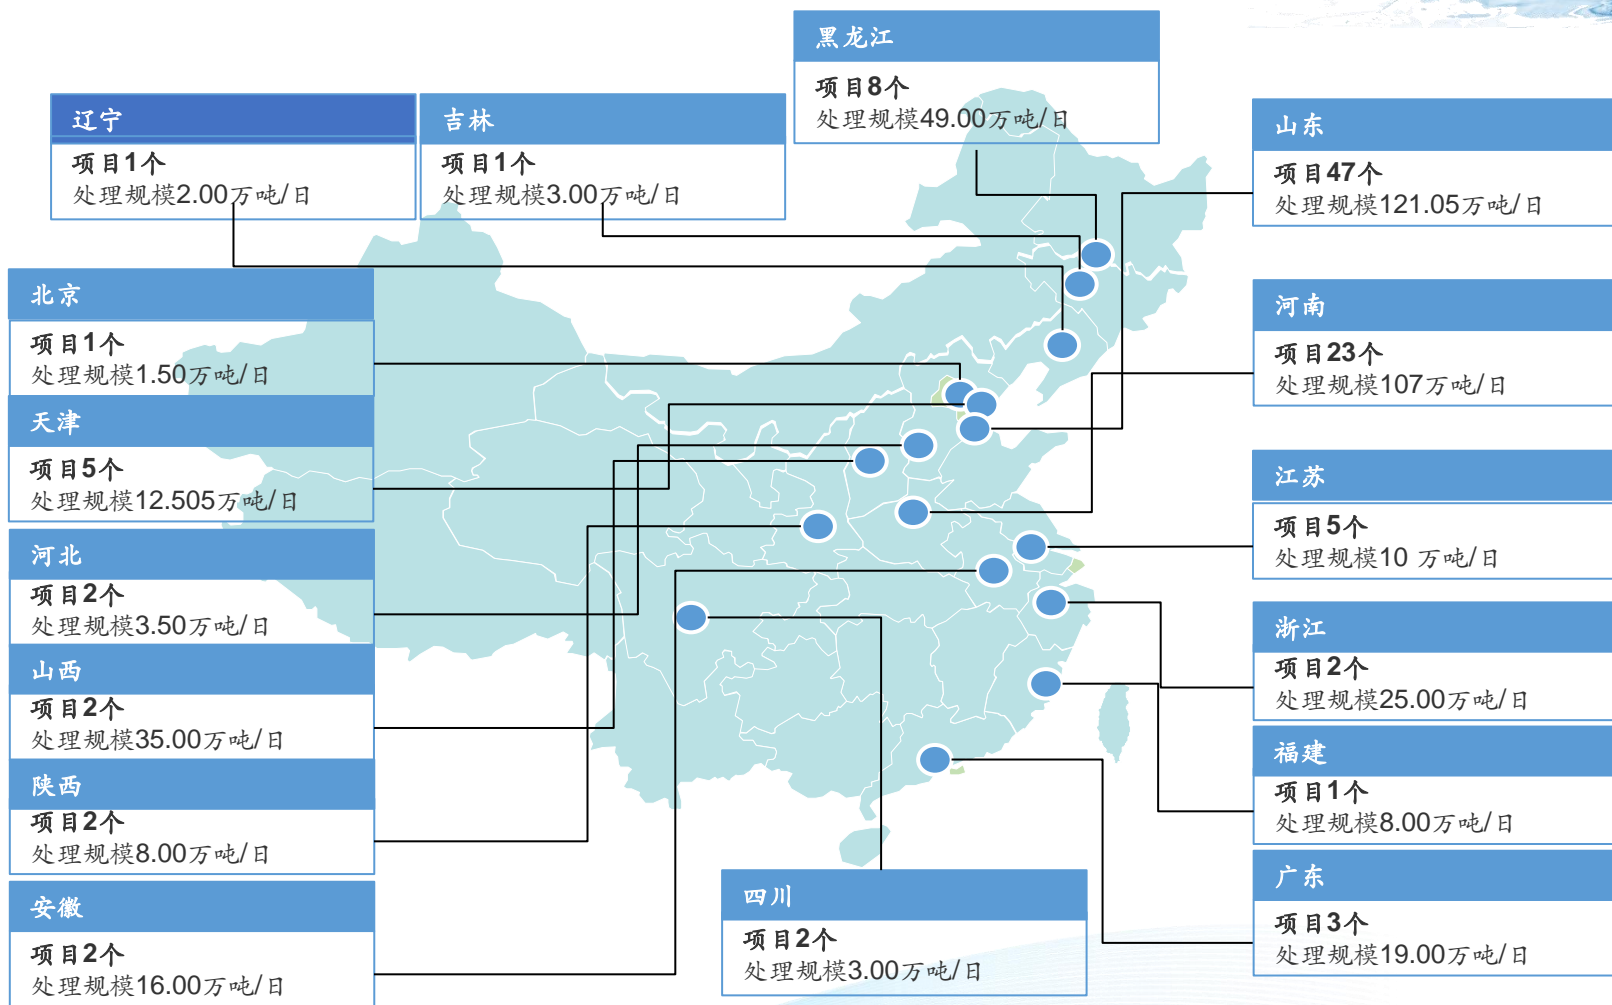 黑龙江
项目8个
处理规模49.00万吨/日
辽宁
项目1个
处理规模2.00万吨/日
吉林
项目1个
处理规模3.00万吨/日
山东
项目47个
处理规模121.05万吨/日
北京
项目1个
处理规模1.50万吨/日
河南
项目23个
处理规模107万吨/日
天津
项目5个
处理规模12.505万吨/日
江苏
项目5个
处理规模10 万吨/日
河北
项目2个
处理规模3.50万吨/日
浙江
项目2个
处理规模25.00万吨/日
山西
项目2个
处理规模35.00万吨/日
福建
项目1个
处理规模8.00万吨/日
陕西
项目2个
处理规模8.00万吨/日
广东
项目3个
处理规模19.00万吨/日
安徽
项目2个
处理规模16.00万吨/日
四川
项目2个
处理规模3.00万吨/日